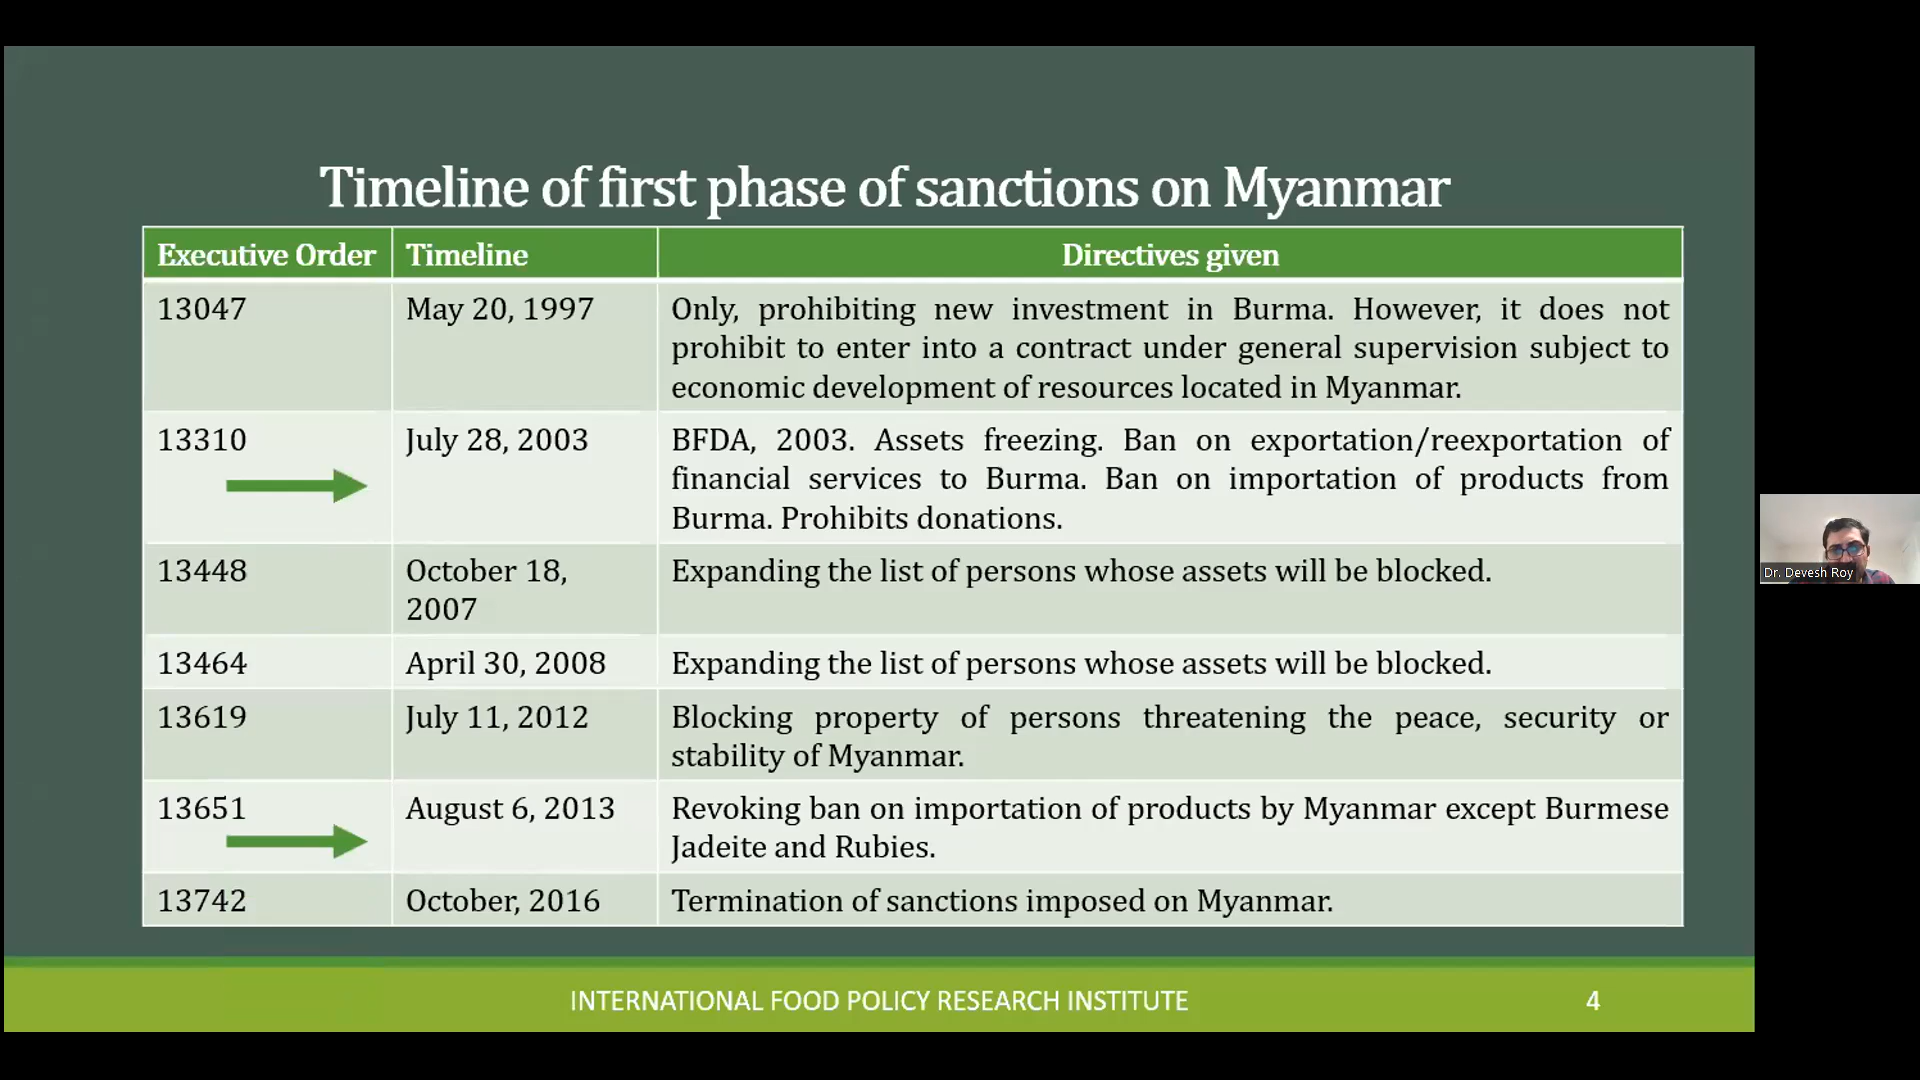 Timeline of first phase of sanctions on Myanmar
Executive Order Timeline Directives given
13047 May 20, 1997 Only, prohibiting new investment in Burma. However, it does not
prohibit to enter into a contract under general supervision subject to
economic development of resources located in Myanmar.
13310 July 28, 2003 BFDA, 2003. Assets freezing. Ban on exportation/reexportation of
financial services to Burma. Ban on importation of products from
Burma. Prohibits donations.
13448 October 18, Expanding the list of persons whose assets will be blocked.
2007
13464 April 30, 2008 Expanding the list of persons whose assets will be blocked.
13619 July 11, 2012 Blocking property of persons threatening the peace, security or
stability of Myanmar.
13651 August 6, 2013 Revoking ban on importation of products by Myanmar except Burmese
Jadeite and Rubies.
13742 October, 2016 Termination of sanctions imposed on Myanmar.
INTERNATIONAL FOOD POLICY RESEARCH INSTITUTE 4
Dr. Devesh Roy